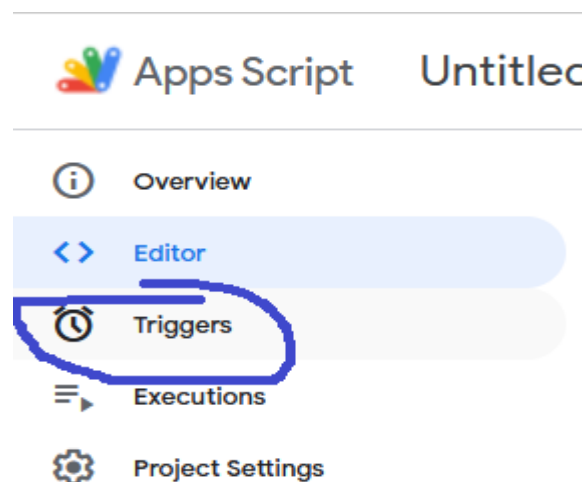 Apps Script Untitled
Overview
Editor
Triggers
Executions
Project Settings